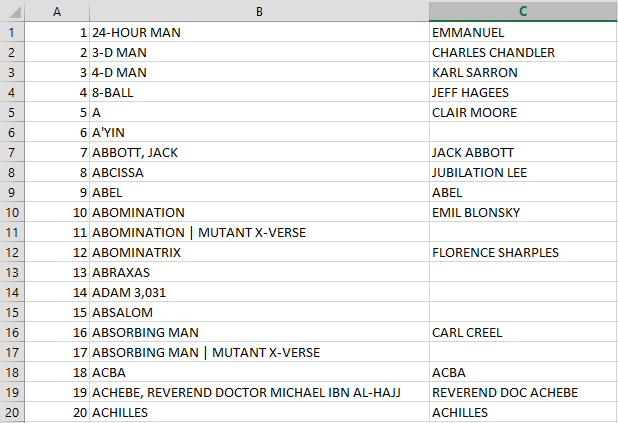 A B C
1 1 24-HOUR MAN EMMANUEL
2 2 3-D MAN CHARLES CHANDLER
3 3 4-D MAN KARL SARRON
4 4 8-BALL JEFF HAGEES
5 5 A CLAIR MOORE
6 6 A'YIN
7 7 ABBOTT, JACK JACK ABBOTT
8 8 ABCISSA JUBILATION LEE
9 9 ABEL ABEL
10 10 ABOMINATION EMIL BLONSKY
11 11 ABOMINATION | MUTANT X-VERSE
12 12 ABOMINATRIX FLORENCE SHARPLES
13 13 ABRAXAS
14 14 ADAM 3,031
15 15 ABSALOM
16 16 ABSORBING MAN CARL CREEL
17 17 ABSORBING MAN | MUTANT X-VERSE
18 18 ACBA ACBA
19 19 ACHEBE, REVEREND DOCTOR MICHAEL IBN AL-HAJJ REVEREND DOC ACHEBE
20 20 ACHILLES ACHILLES